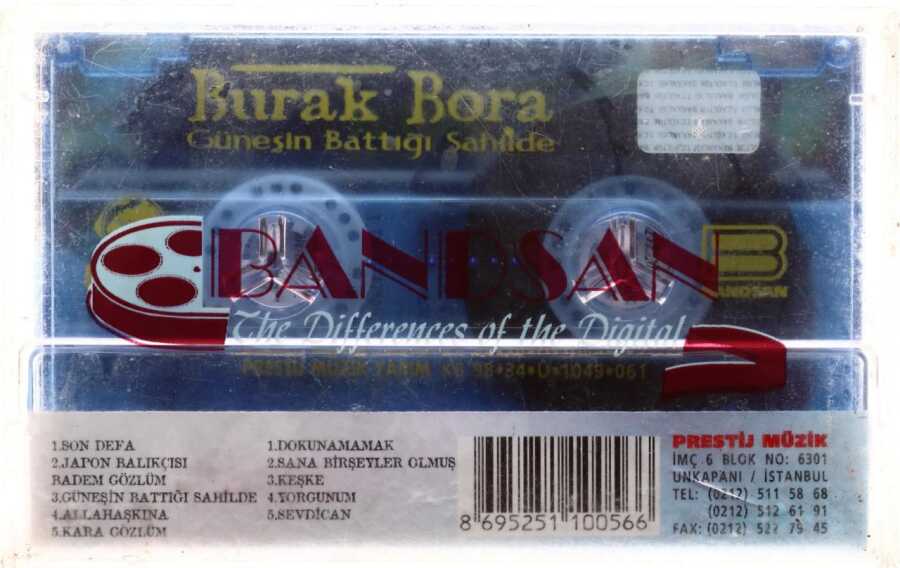 Burak Bora
Güneşin Battığı Sahilde
BANDSAN
BANDSAN
The Differences of the Digital
PRESTİJ MÜZİK YAPIM KB 98•34•Ü•1049•061
1.SON DEFA
2.JAPON BALIKÇISI
BADEM GÖZLÜM
3.GÜNEŞİN BATTIĞI SAHİLDE
4.ALLAHAŞKINA
5.KARA GÖZLÜM
1.DOKUNAMAMAK
2.SANA BİRŞEYLER OLMUŞ
3.KEŞKE
4.YORGUNUM
5.SEVDİCAN
8 695251 100566
PRESTİJ MÜZİK
İMÇ 6 BLOK NO: 6301
UNKAPANI / İSTANBUL
TEL: (0212) 511 58 68
(0212) 512 61 91
FAX: (0212) 527 79 45